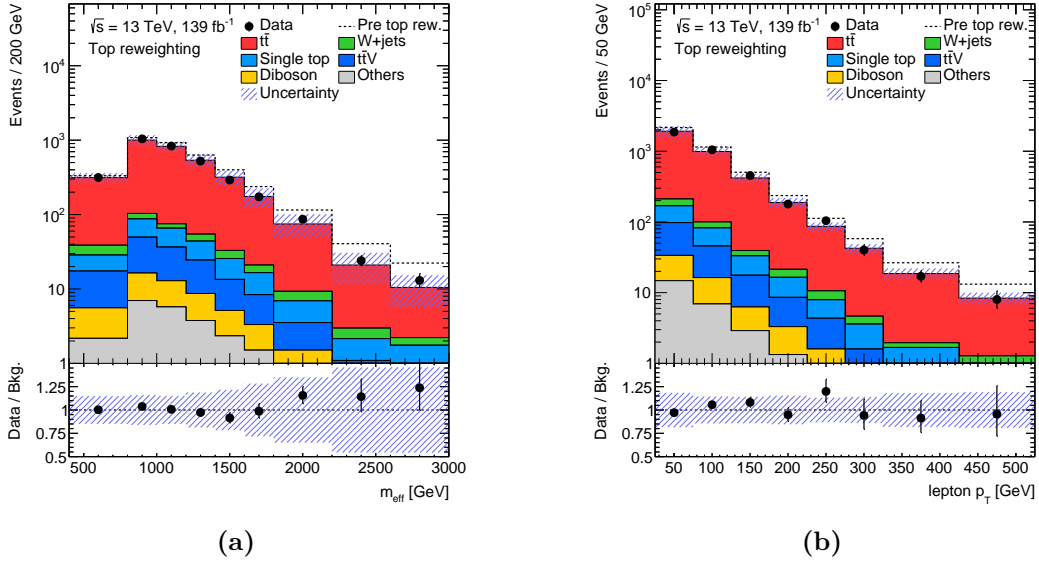 Events / 200 GeV
√s = 13 TeV, 139 fb⁻¹
Top reweighting
Data
tt̄
Single top
Diboson
Uncertainty
Pre top rew.
W+jets
tt̄V
Others
10⁵
10⁴
10³
10²
10
1
Data / Bkg.
1.25
1
0.75
0.5
500 1000 1500 2000 2500 3000
m_eff [GeV]
(a)
Events / 50 GeV
√s = 13 TeV, 139 fb⁻¹
Top reweighting
Data
tt̄
Single top
Diboson
Uncertainty
Pre top rew.
W+jets
tt̄V
Others
10⁵
10⁴
10³
10²
10
1
Data / Bkg.
1.25
1
0.75
0.5
50 100 150 200 250 300 350 400 450 500
lepton p_T [GeV]
(b)